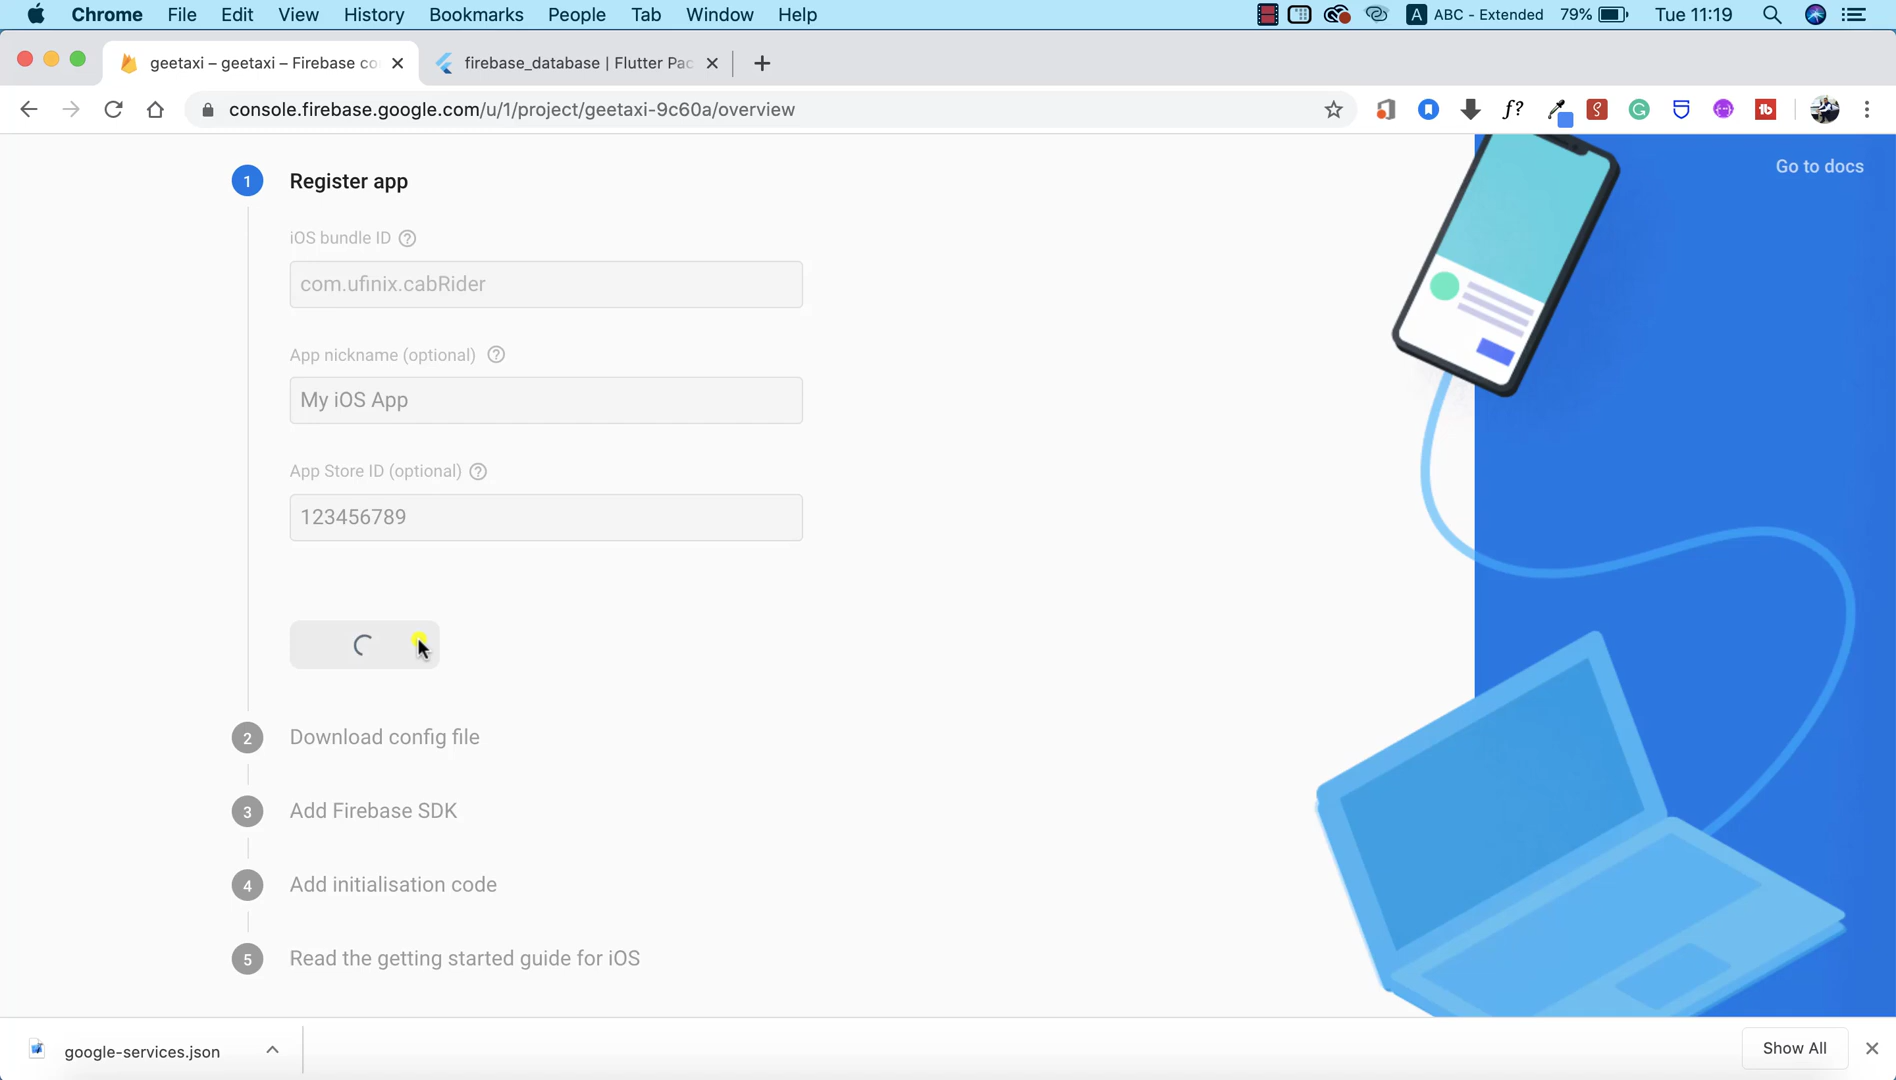 Chrome File Edit View History Bookmarks People Tab Window Help A ABC - Extended 79% Tue 11:19
geetaxi – geetaxi – Firebase co firebase_database | Flutter Pac
console.firebase.google.com/u/1/project/geetaxi-9c60a/overview f? S G tb
Go to docs
1 Register app
iOS bundle ID ?
com.ufinix.cabRider
App nickname (optional) ?
My iOS App
App Store ID (optional) ?
123456789
2 Download config file
3 Add Firebase SDK
4 Add initialisation code
5 Read the getting started guide for iOS
google-services.json Show All